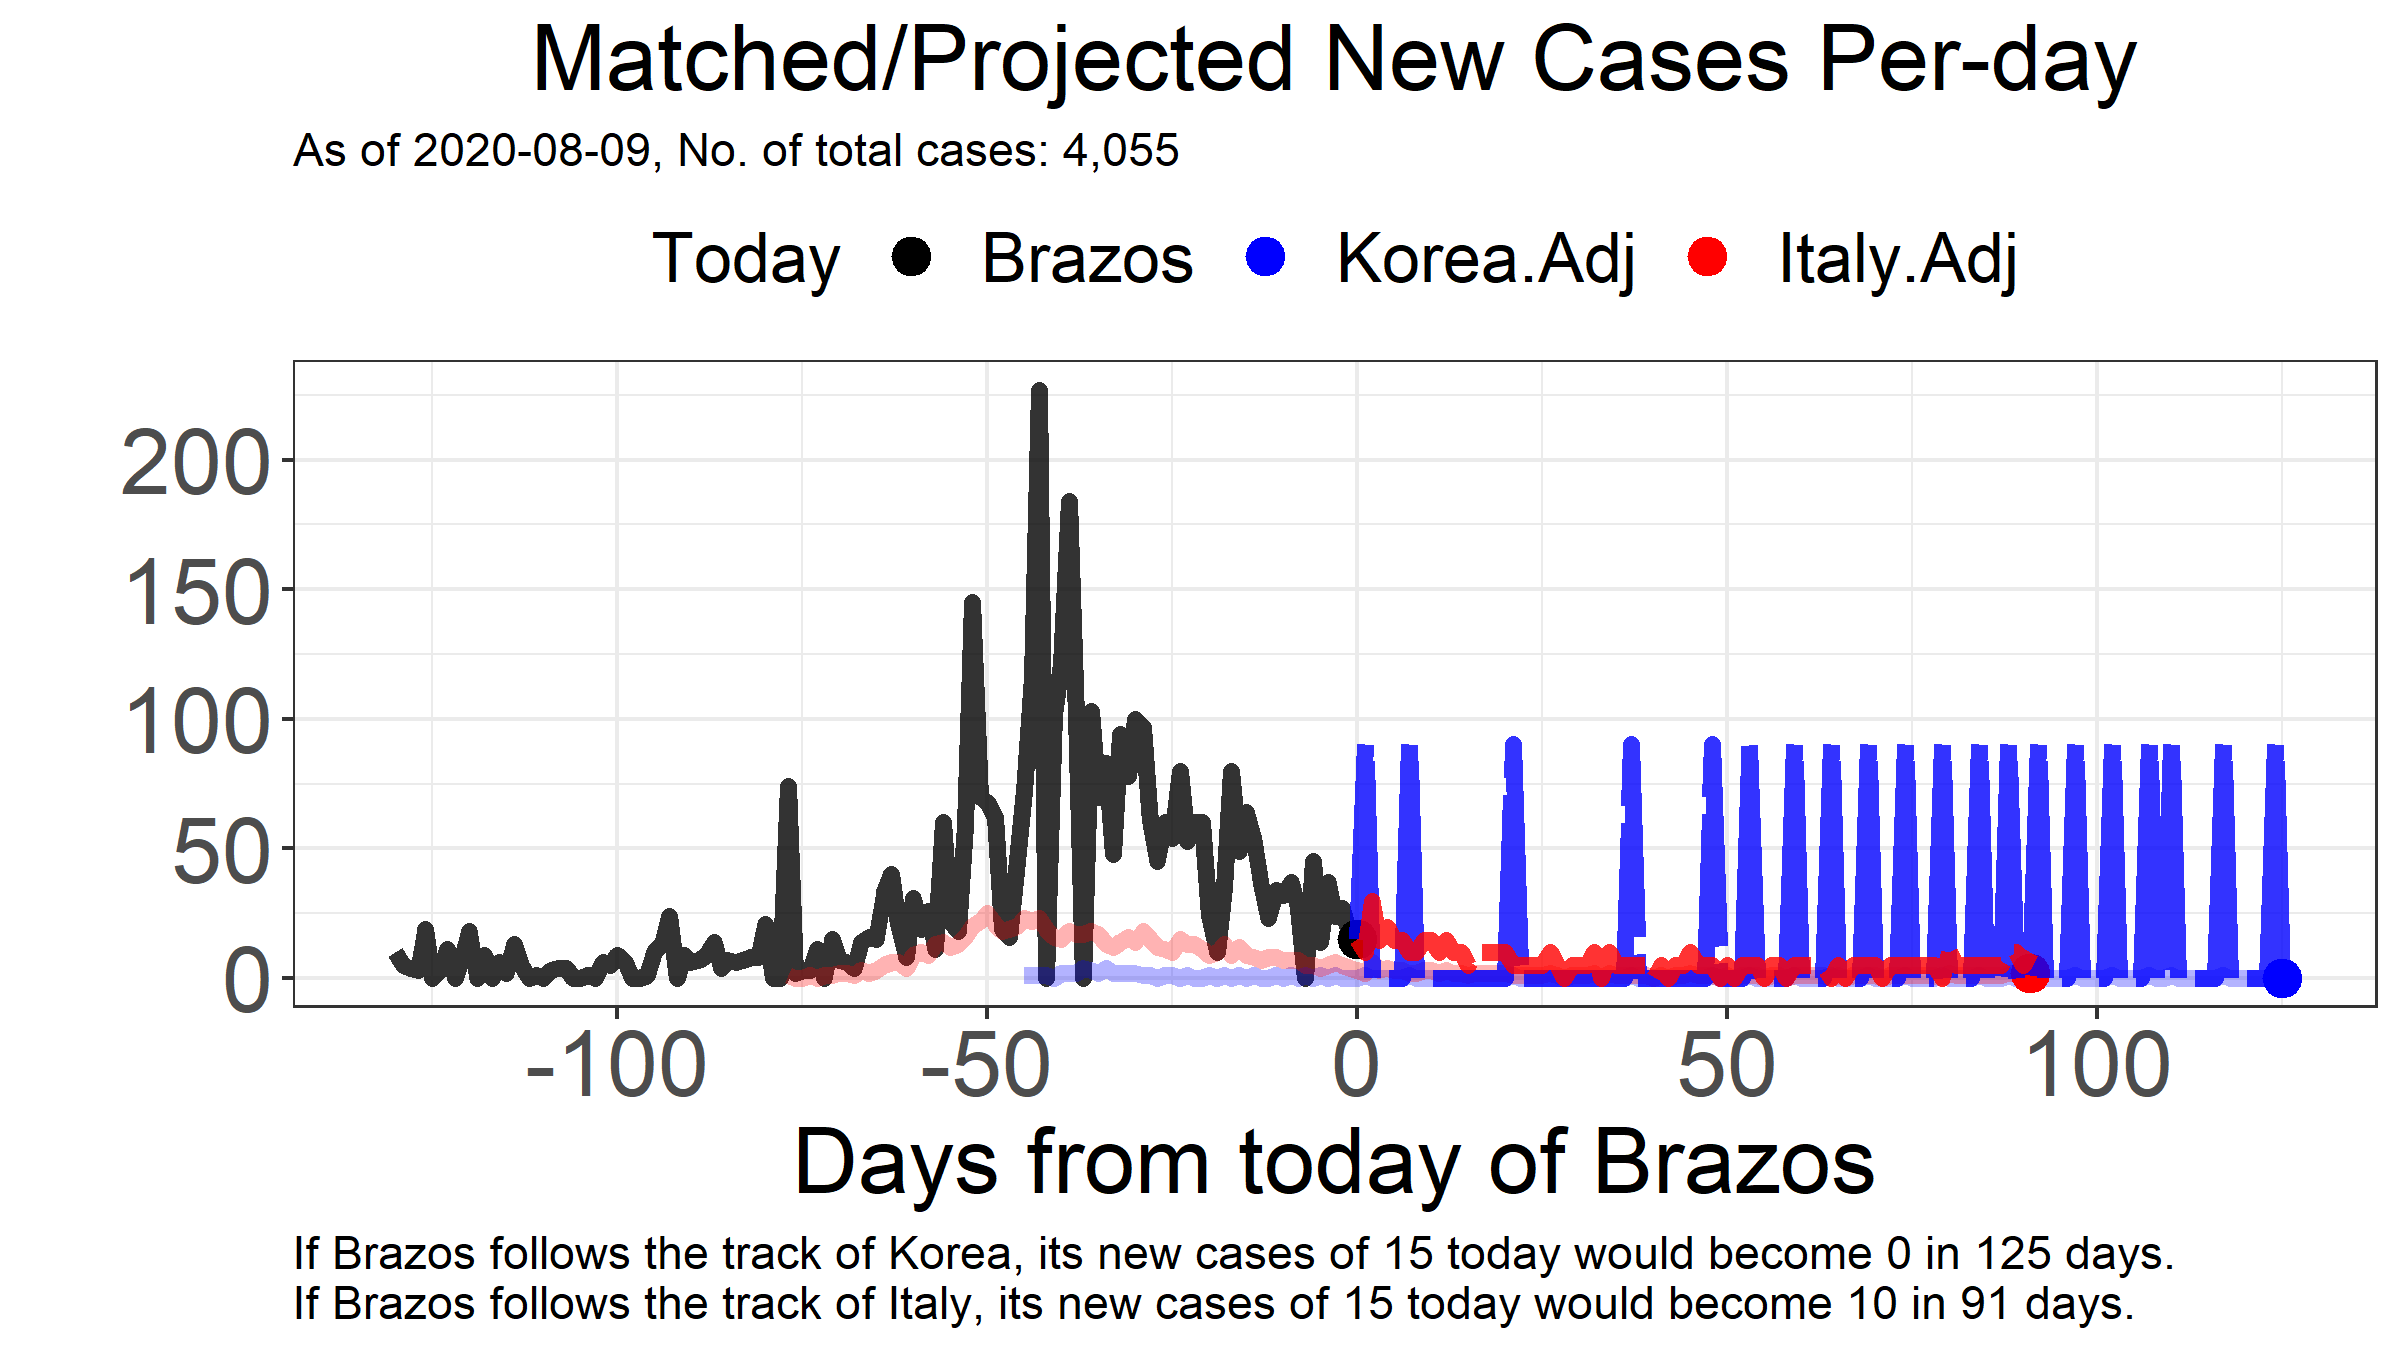 Matched/Projected New Cases Per-day
As of 2020-08-09, No. of total cases: 4,055
Today Brazos Korea.Adj Italy.Adj
200
150
100
50
0
-100 -50 0 50 100
Days from today of Brazos
If Brazos follows the track of Korea, its new cases of 15 today would become 0 in 125 days.
If Brazos follows the track of Italy, its new cases of 15 today would become 10 in 91 days.